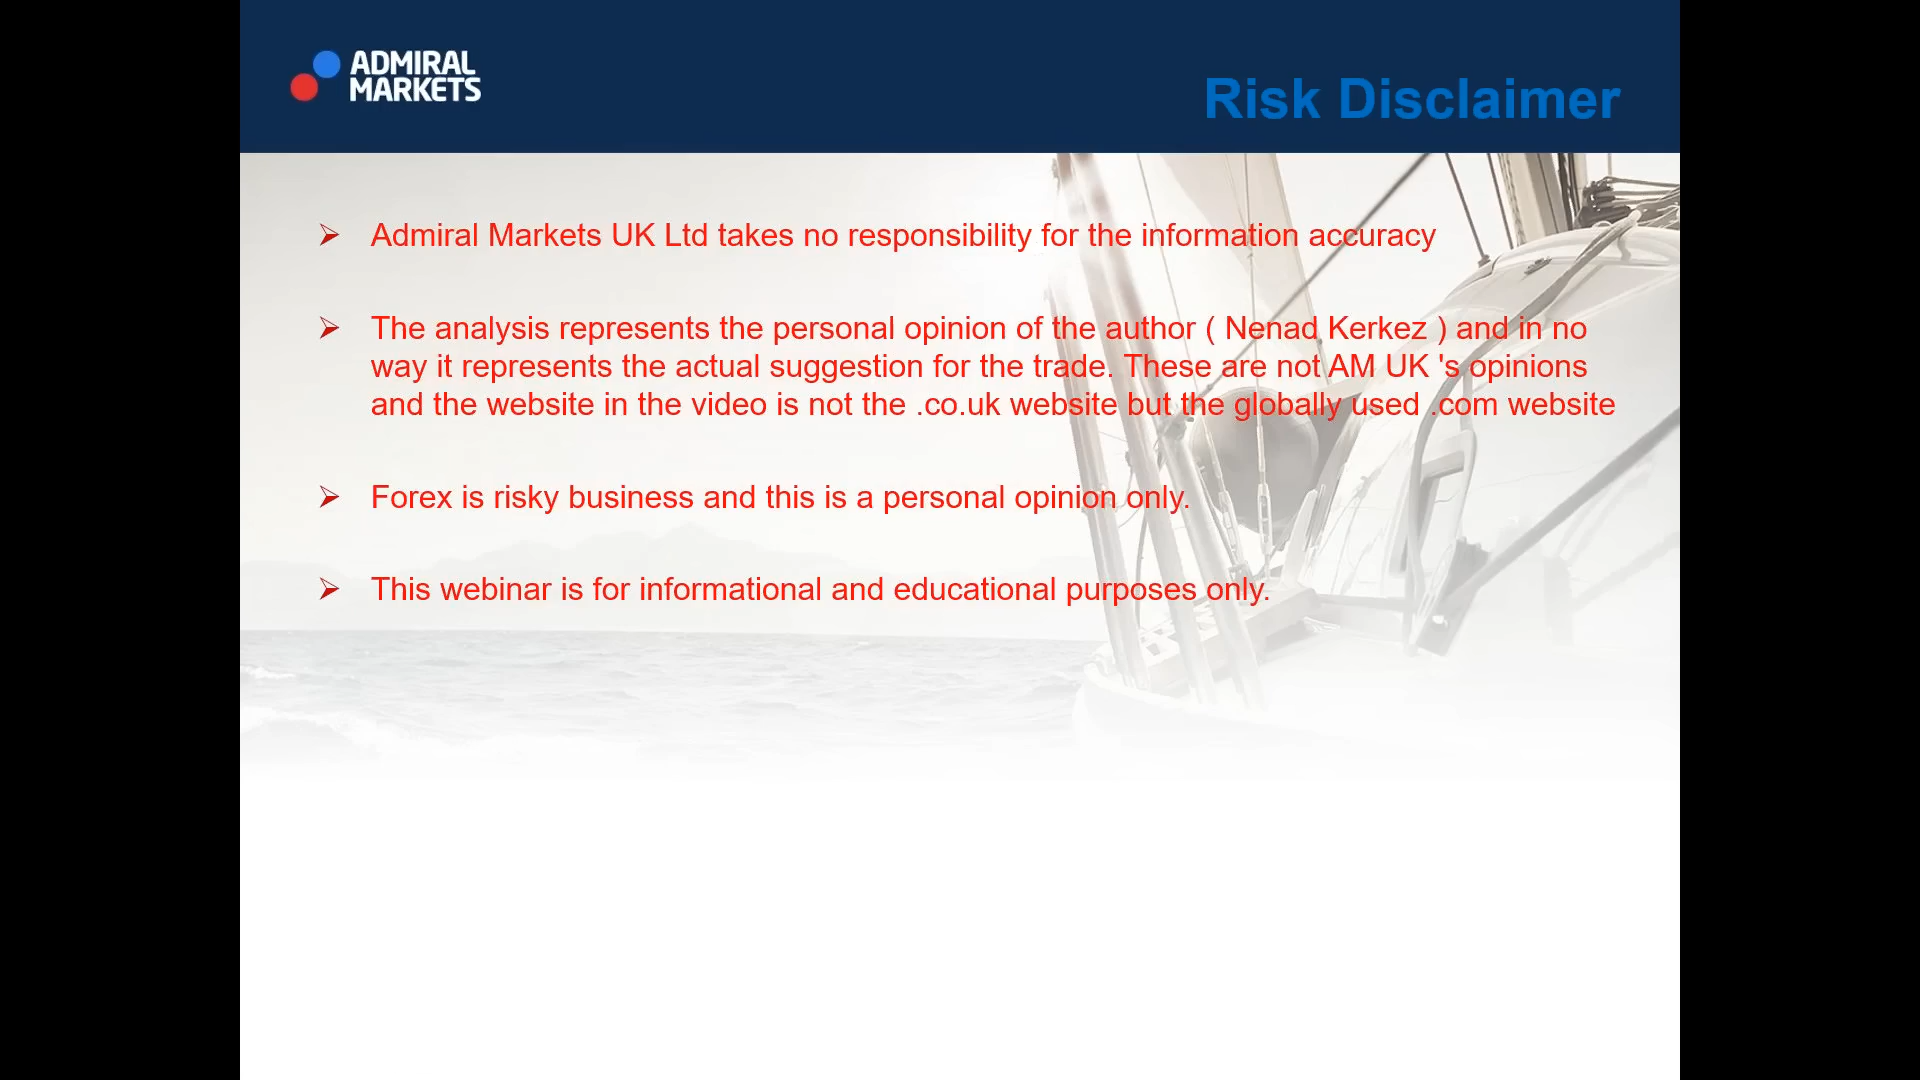 ADMIRAL
MARKETS
Risk Disclaimer
Admiral Markets UK Ltd takes no responsibility for the information accuracy
The analysis represents the personal opinion of the author ( Nenad Kerkez ) and in no
way it represents the actual suggestion for the trade. These are not AM UK 's opinions
and the website in the video is not the .co.uk website but the globally used .com website
Forex is risky business and this is a personal opinion only.
This webinar is for informational and educational purposes only.